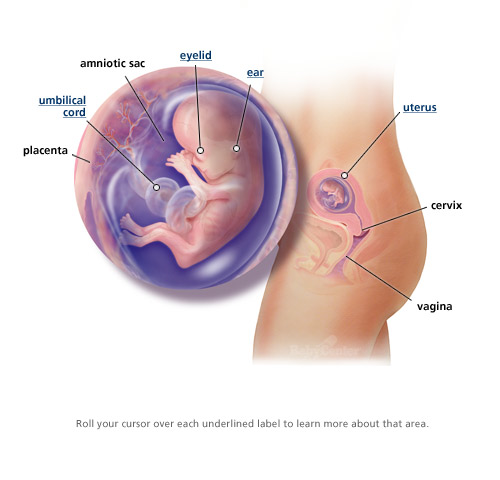 eyelid
amniotic sac
ear
umbilical
cord
uterus
placenta
cervix
vagina
Roll your cursor over each underlined label to learn more about that area.